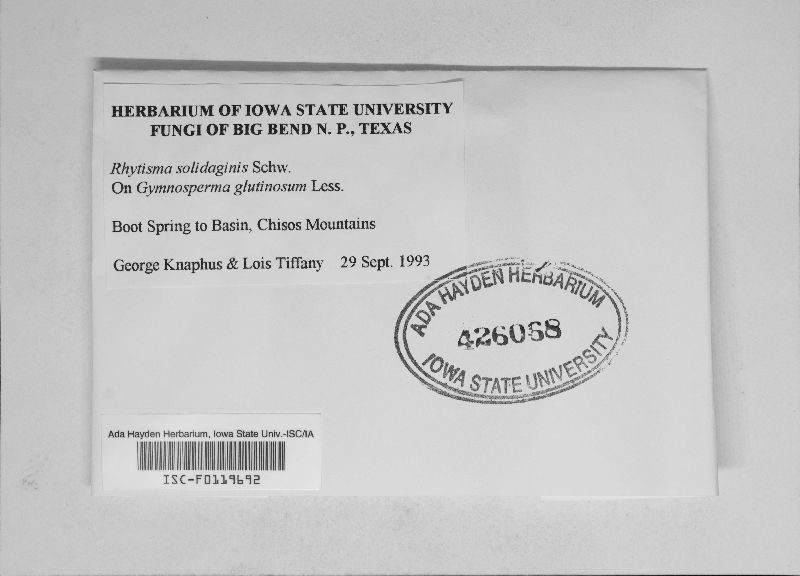 HERBARIUM OF IOWA STATE UNIVERSITY
FUNGI OF BIG BEND N. P., TEXAS
Rhytisma solidaginis Schw.
On Gymnosperma glutinosum Less.
Boot Spring to Basin, Chisos Mountains
George Knaphus & Lois Tiffany 29 Sept. 1993
ADA HAYDEN HERBARIUM
426068
IOWA STATE UNIVERSITY
Ada Hayden Herbarium, Iowa State Univ.-ISC/IA
ISC-F0119692